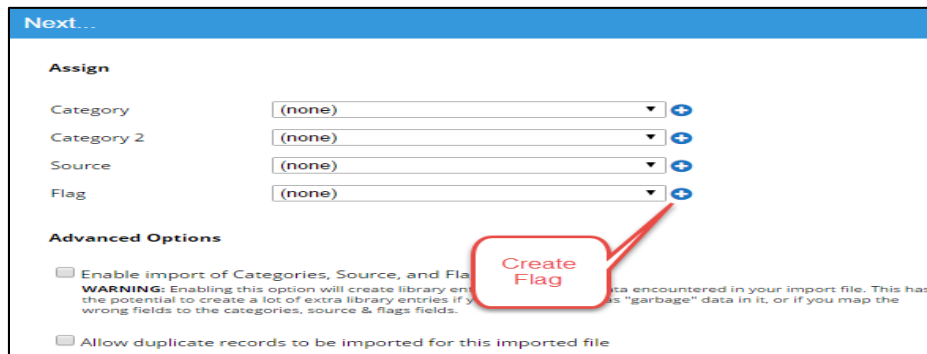 Next...
Assign
Category (none)
Category 2 (none)
Source (none)
Flag (none)
Advanced Options
Create
Flag
Enable import of Categories, Source, and Fla
WARNING: Enabling this option will create library en ta encountered in your import file. This has
the potential to create a lot of extra library entries if y as "garbage" data in it, or if you map the
wrong fields to the categories, source & flags fields.
Allow duplicate records to be imported for this imported file